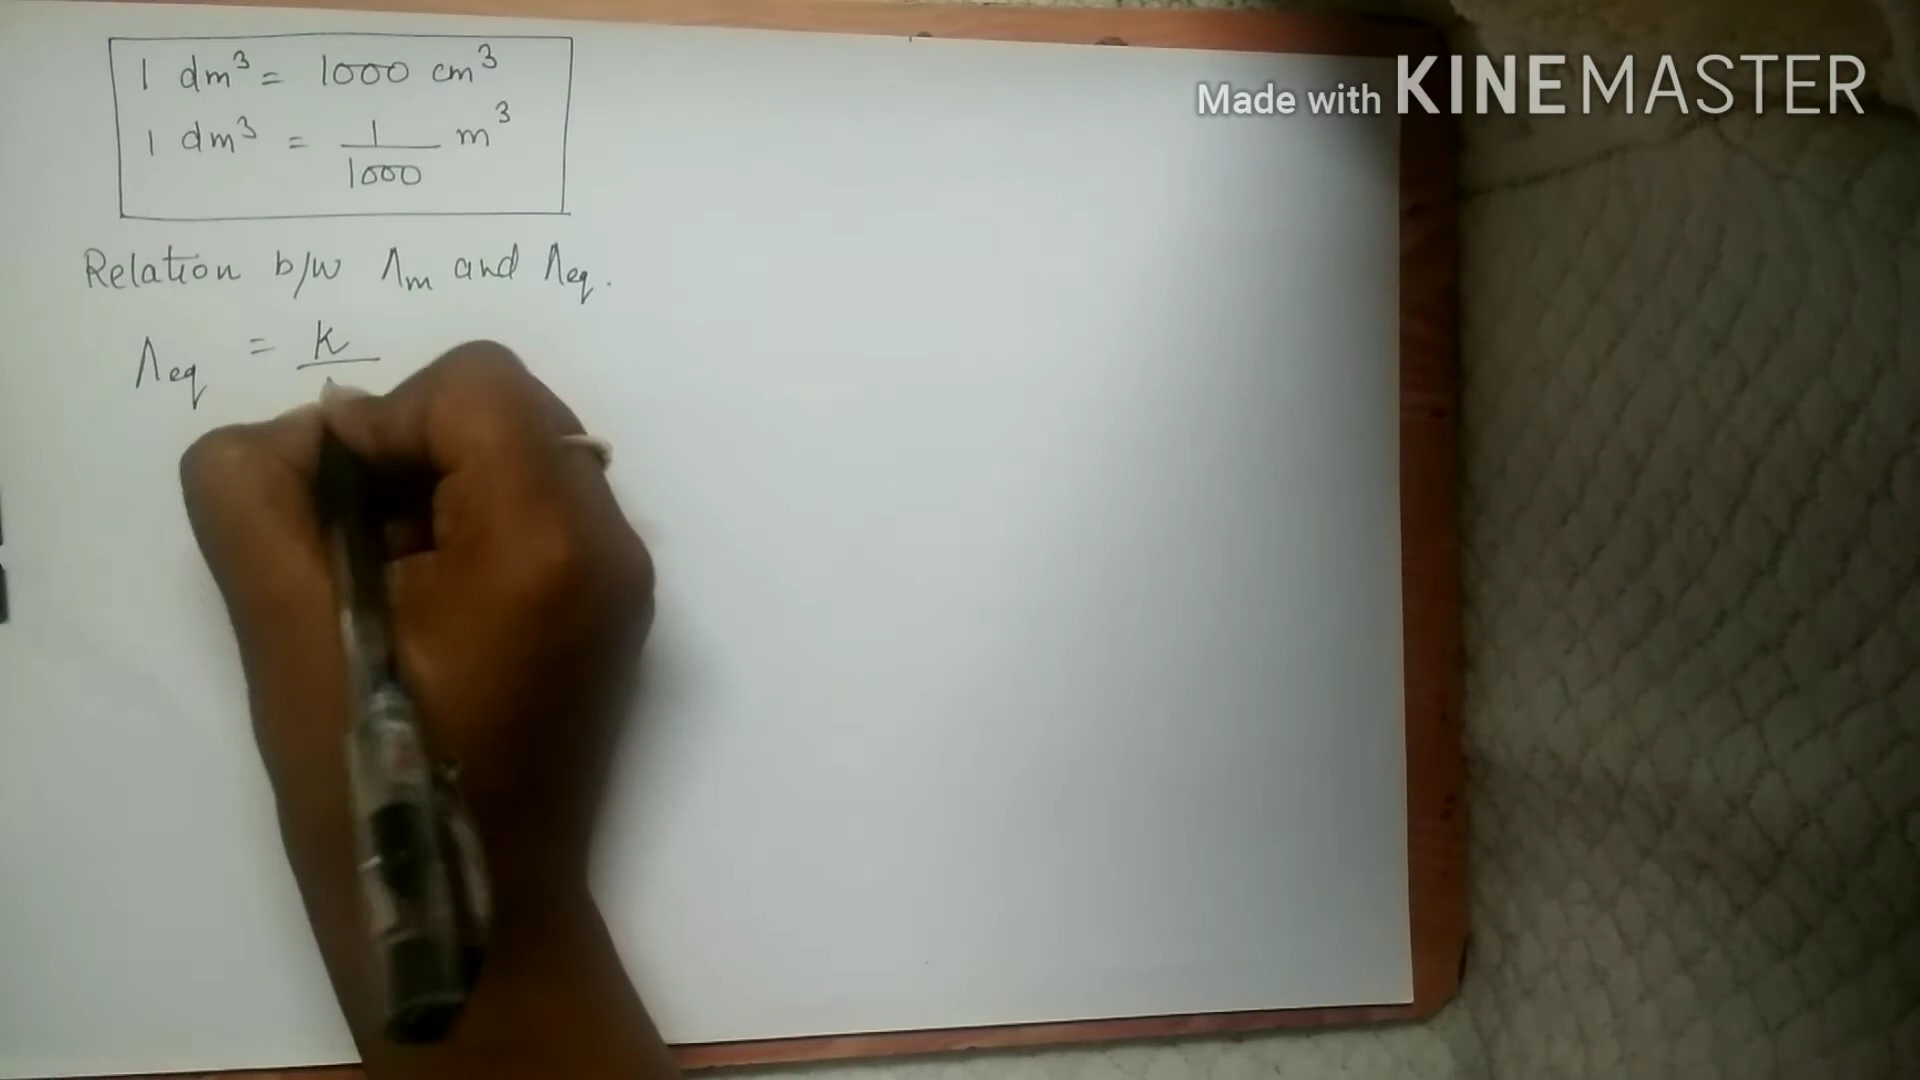 1 dm³ = 1000 cm³
1 dm³ = 1/1000 m³
Relation b/w Λm and Λeq.
Λeq = K
Made with KINEMASTER